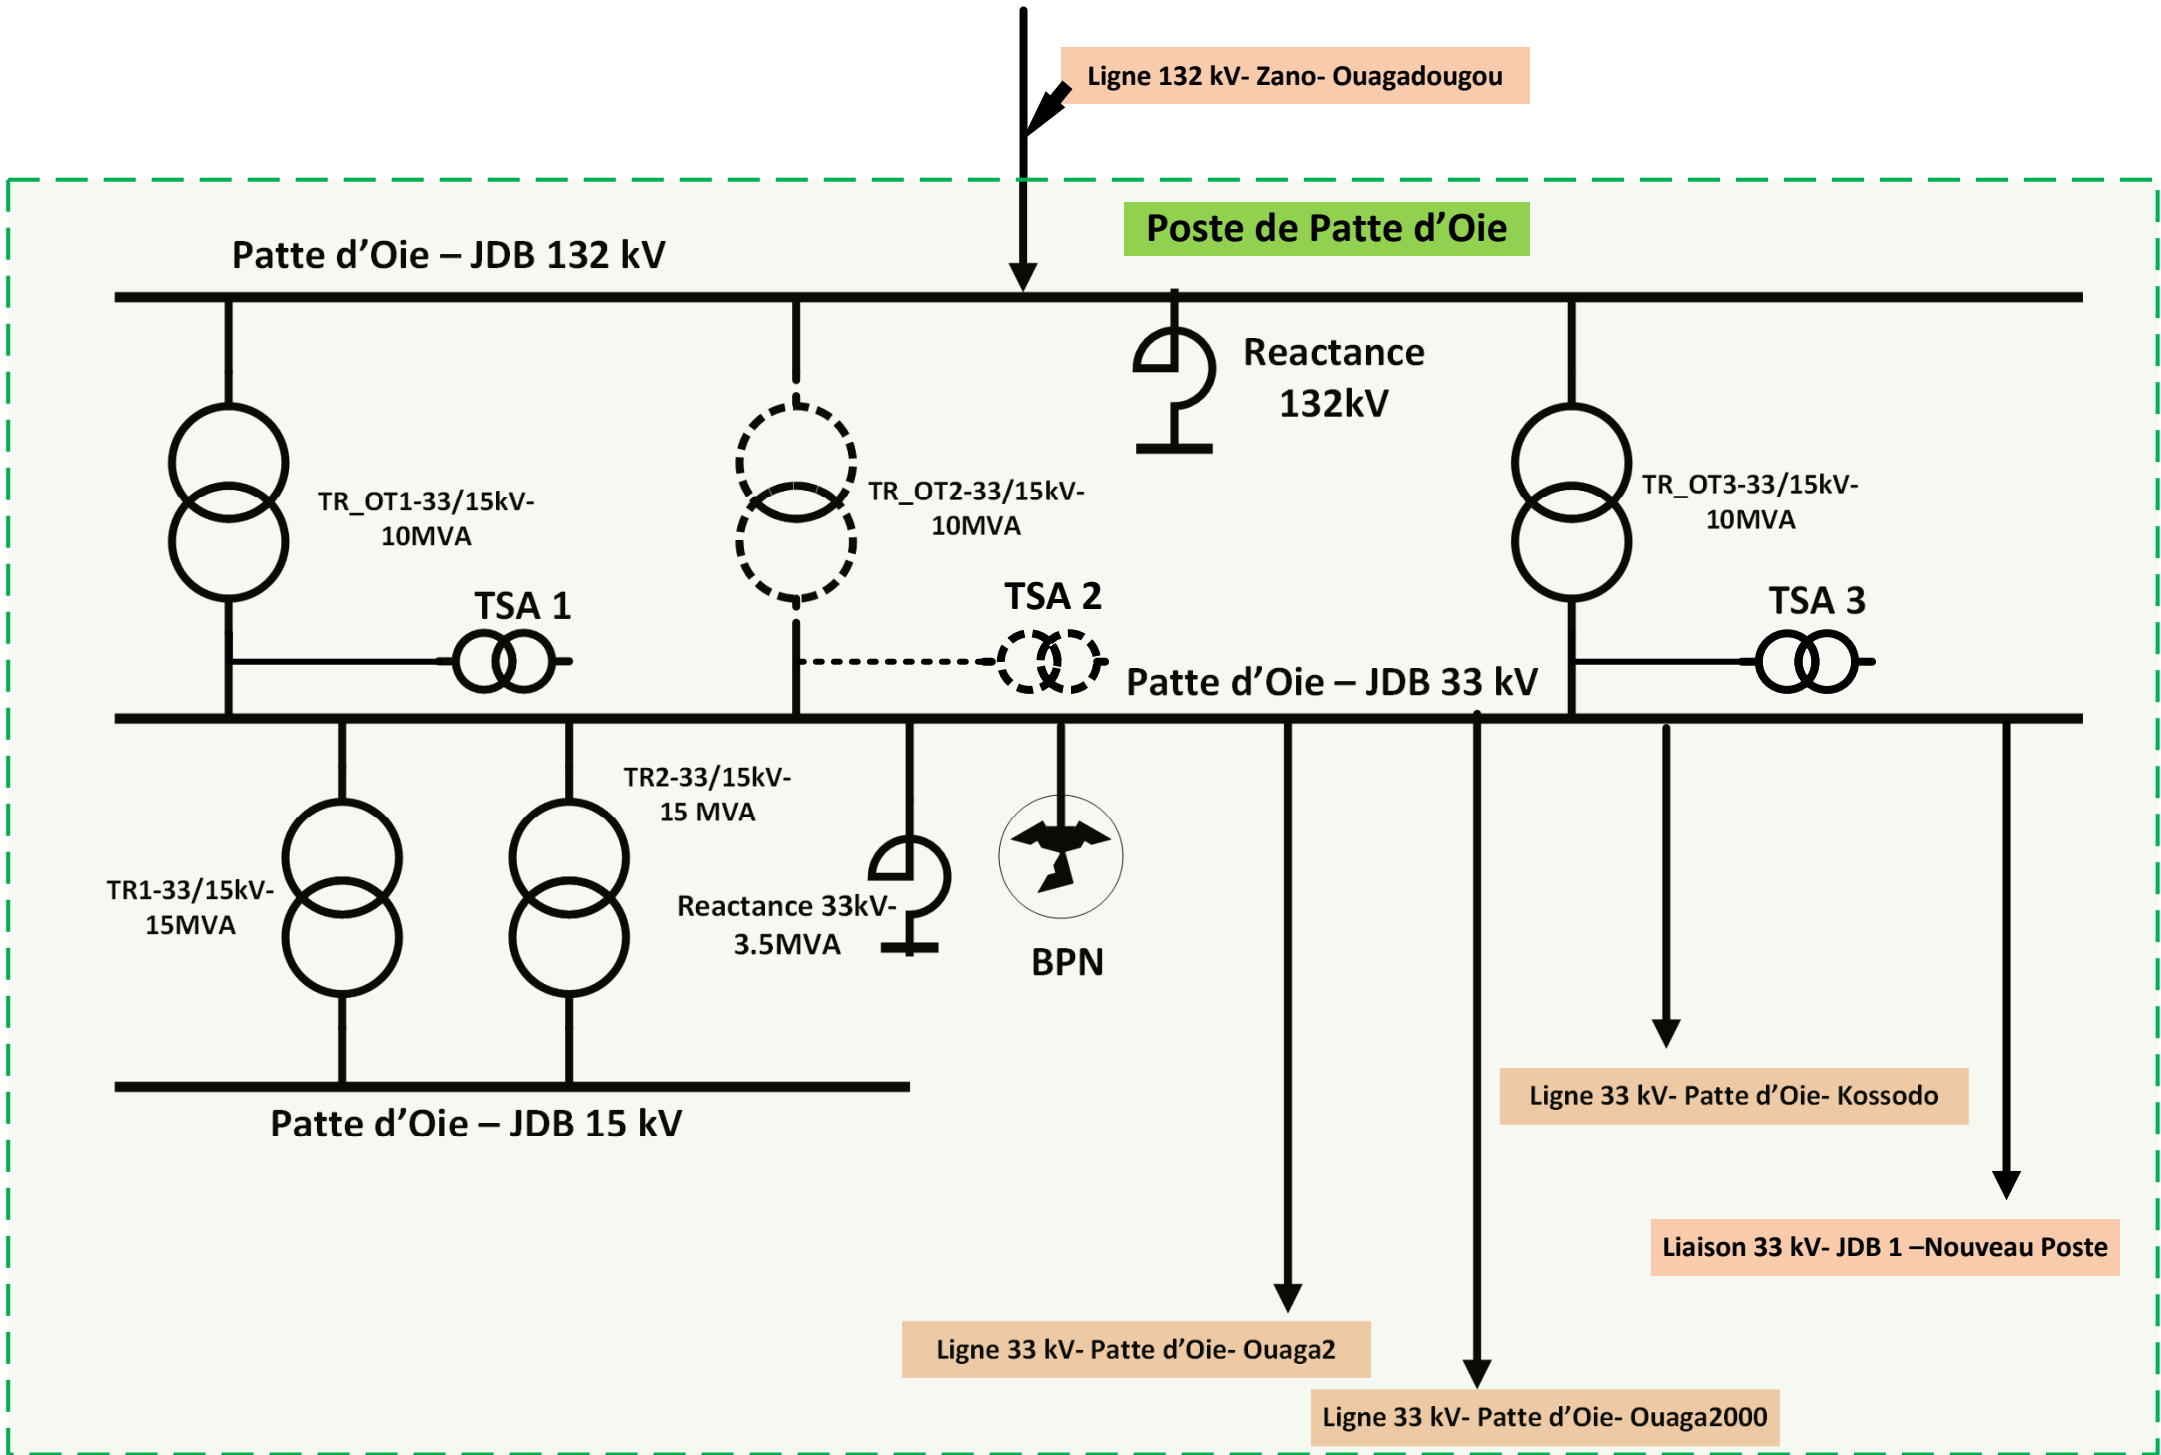 Ligne 132 kV- Zano- Ouagadougou
Poste de Patte d’Oie
Patte d’Oie – JDB 132 kV
Reactance
132kV
TR_OT1-33/15kV-
10MVA
TR_OT2-33/15kV-
10MVA
TR_OT3-33/15kV-
10MVA
TSA 1
TSA 2
TSA 3
Patte d’Oie – JDB 33 kV
TR2-33/15kV-
15 MVA
TR1-33/15kV-
15MVA
Reactance 33kV-
3.5MVA
BPN
Patte d’Oie – JDB 15 kV
Ligne 33 kV- Patte d’Oie- Kossodo
Liaison 33 kV- JDB 1 –Nouveau Poste
Ligne 33 kV- Patte d’Oie- Ouaga2
Ligne 33 kV- Patte d’Oie- Ouaga2000